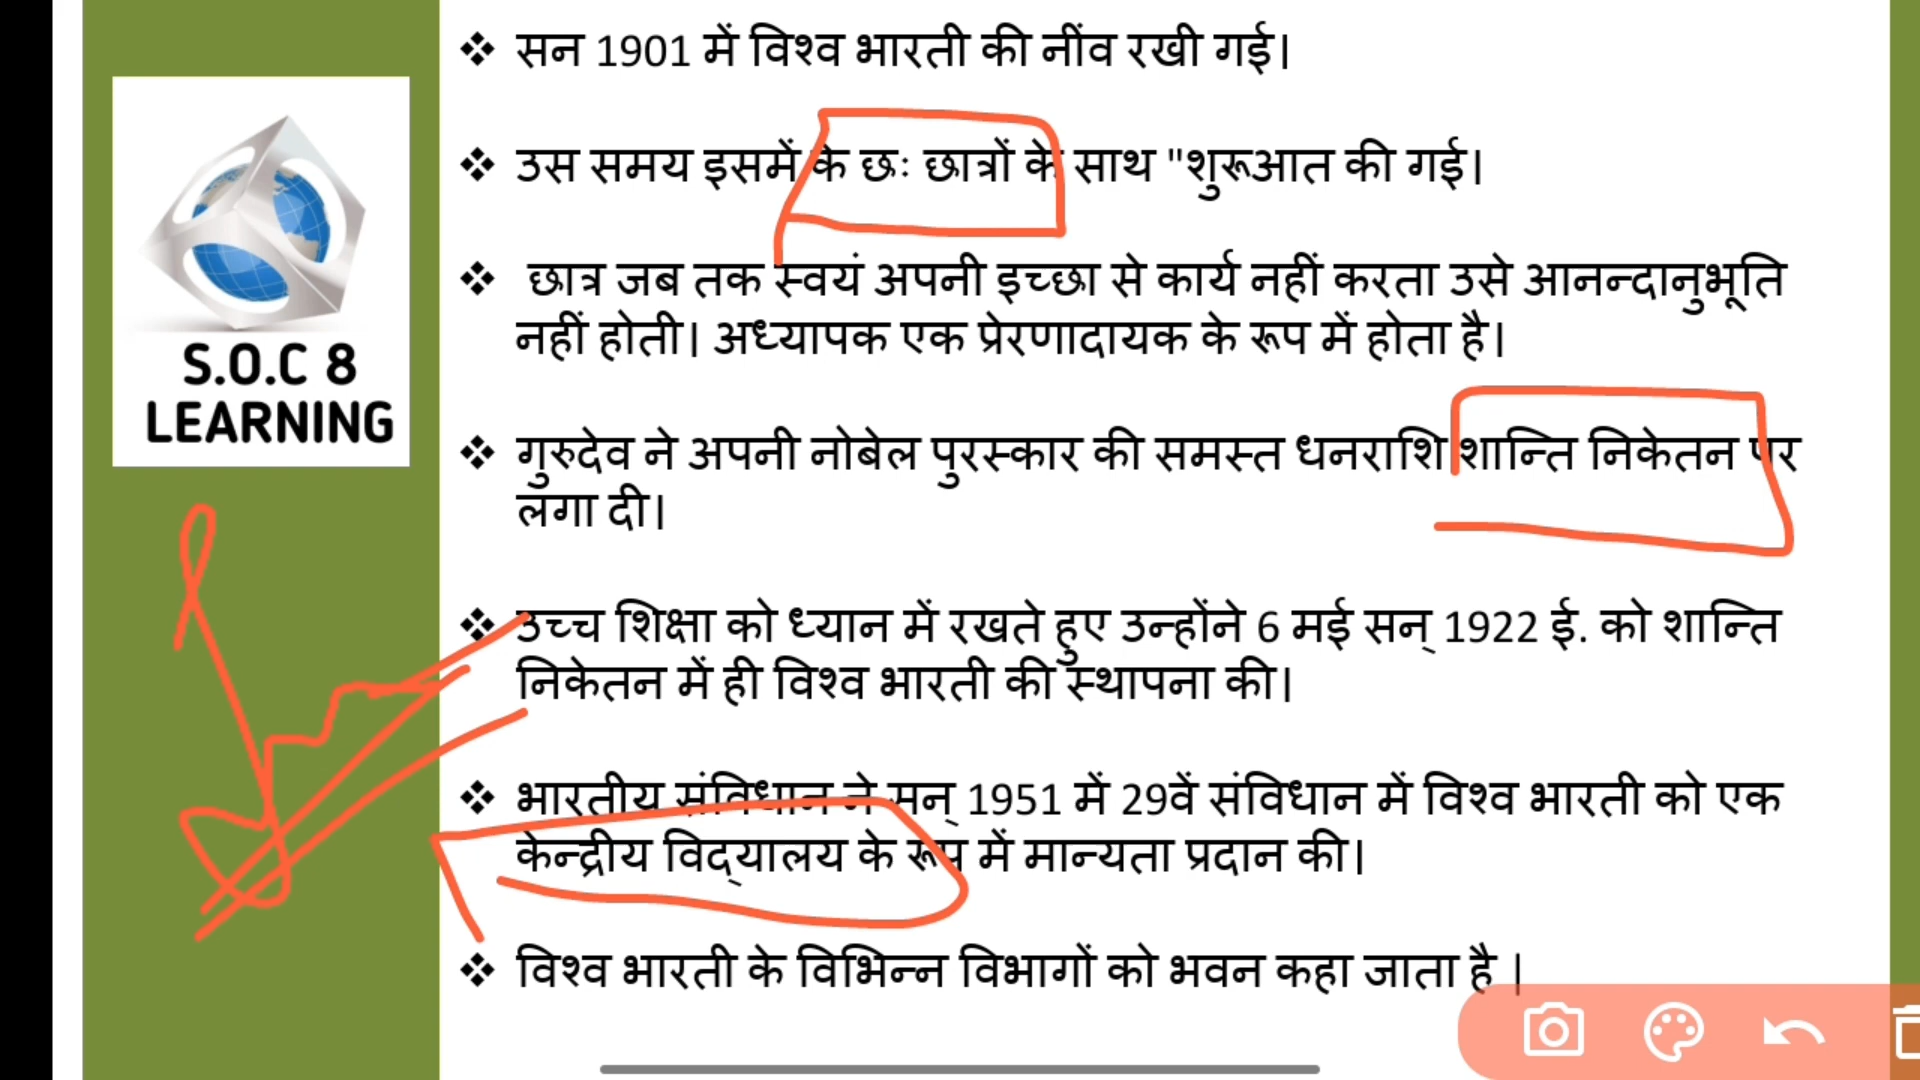 S.O.C 8
LEARNING
❖ सन 1901 में विश्व भारती की नींव रखी गई।
❖ उस समय इसमें के छः छात्रों के साथ "शुरूआत की गई।
❖ छात्र जब तक स्वयं अपनी इच्छा से कार्य नहीं करता उसे आनन्दानुभूति
नहीं होती। अध्यापक एक प्रेरणादायक के रूप में होता है।
❖ गुरुदेव ने अपनी नोबेल पुरस्कार की समस्त धनराशि शान्ति निकेतन पर
लगा दी।
❖ उच्च शिक्षा को ध्यान में रखते हुए उन्होंने 6 मई सन् 1922 ई. को शान्ति
निकेतन में ही विश्व भारती की स्थापना की।
❖ भारतीय संविधान ने सन् 1951 में 29वें संविधान में विश्व भारती को एक
केन्द्रीय विद्यालय के रूप में मान्यता प्रदान की।
❖ विश्व भारती के विभिन्न विभागों को भवन कहा जाता है |